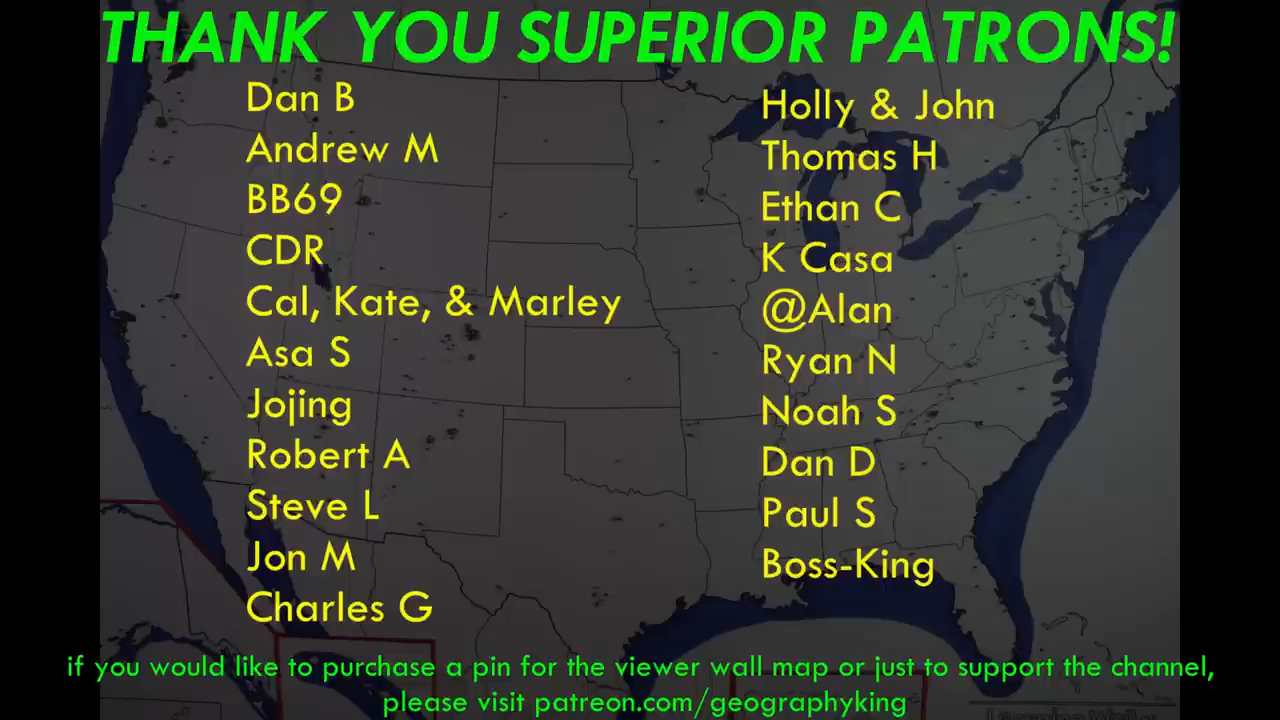 THANK YOU SUPERIOR PATRONS!
Dan B
Andrew M
BB69
CDR
Cal, Kate, & Marley
Asa S
Jojing
Robert A
Steve L
Jon M
Charles G
Holly & John
Thomas H
Ethan C
K Casa
@Alan
Ryan N
Noah S
Dan D
Paul S
Boss-King
if you would like to purchase a pin for the viewer wall map or just to support the channel,
please visit patreon.com/geographyking